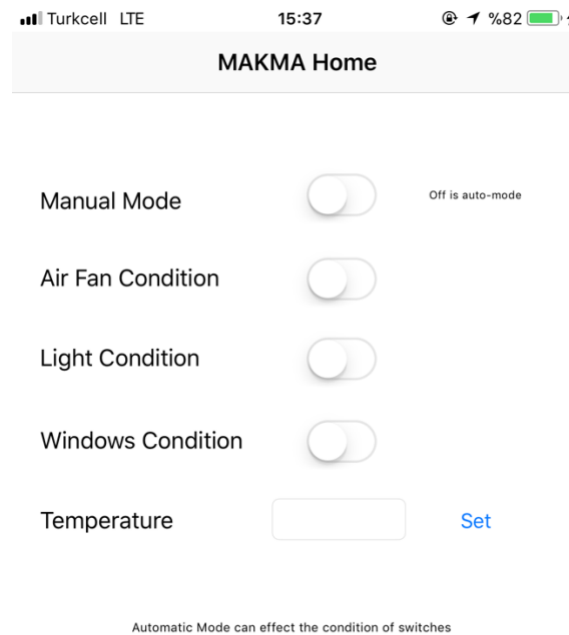 Turkcell LTE 15:37 %82
MAKMA Home
Manual Mode Off is auto-mode
Air Fan Condition
Light Condition
Windows Condition
Temperature Set
Automatic Mode can effect the condition of switches